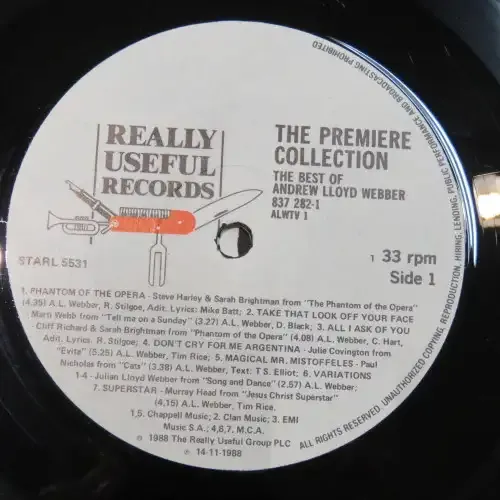 REALLY
USEFUL
RECORDS
THE PREMIERE
COLLECTION
THE BEST OF
ANDREW LLOYD WEBBER
837 282-1
ALWTV 1
STARL 5531
1 33 rpm
Side 1
1. PHANTOM OF THE OPERA - Steve Harley & Sarah Brightman from "The Phantom of the Opera"
(4,35) A.L. Webber, R. Stilgoe, Adit. Lyrics: Mike Batt; 2. TAKE THAT LOOK OFF YOUR FACE
Marti Webb from "Tell me on a Sunday" (3.27) A.L. Webber, D. Black; 3. ALL I ASK OF YOU
Cliff Richard & Sarah Brightman from "Phantom of the Opera" (4.08) A.L. Webber, C. Hart,
Adit. Lyrics, R. Stilgoe; 4. DON'T CRY FOR ME ARGENTINA - Julie Covington from
"Evita" (5.25) A.L. Webber, Tim Rice; 5. MAGICAL MR. MISTOFFELES - Paul
Nicholas from "Cats" (3.38) A.L. Webber, Text: T.S. Eliot; 6. VARIATIONS
1-4 - Julian Lloyd Webber from "Song and Dance" (2,57) A.L. Webber;
7. SUPERSTAR - Murray Head from "Jesus Christ Superstar"
(4,15) A.L. Webber, Tim Rice.
1,5. Chappell Music; 2. Clan Music; 3. EMI
Music S.A.; 4,6,7. M.C.A.
℗ 1988 The Really Useful Group PLC
℗ 14-11-1988
ALL RIGHTS RESERVED. UNAUTHORIZED COPYING, REPRODUCTION, HIRING, LENDING, PUBLIC PERFORMANCE AND BROADCASTING PROHIBITED